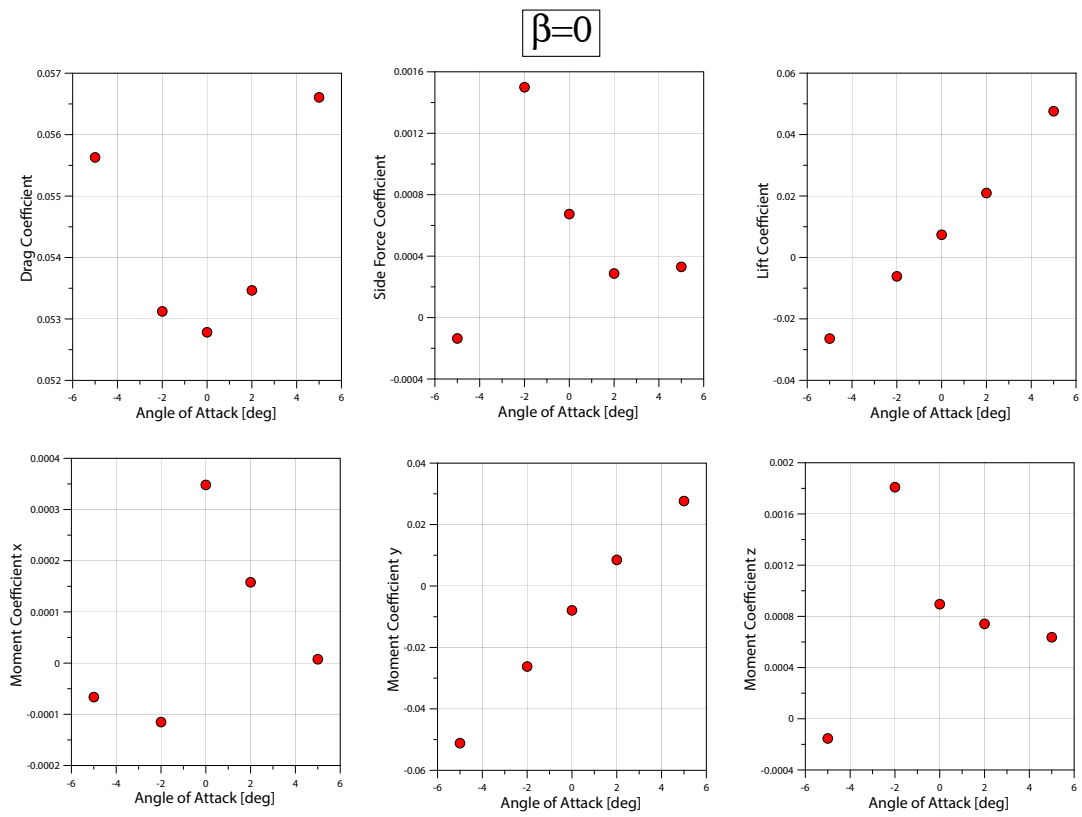 β=0
0.057
0.056
0.055
0.054
0.053
0.052
-6 -4 -2 0 2 4 6
Angle of Attack [deg]
Drag Coefficient
0.0016
0.0012
0.0008
0.0004
0
-0.0004
-6 -4 -2 0 2 4 6
Angle of Attack [deg]
Side Force Coefficient
0.06
0.04
0.02
0
-0.02
-0.04
-6 -4 -2 0 2 4 6
Angle of Attack [deg]
Lift Coefficient
0.0004
0.0003
0.0002
0.0001
0
-0.0001
-0.0002
-6 -4 -2 0 2 4 6
Angle of Attack [deg]
Moment Coefficient x
0.04
0.02
0
-0.02
-0.04
-0.06
-6 -4 -2 0 2 4 6
Angle of Attack [deg]
Moment Coefficient y
0.002
0.0016
0.0012
0.0008
0.0004
0
-0.0004
-6 -4 -2 0 2 4 6
Angle of Attack [deg]
Moment Coefficient z